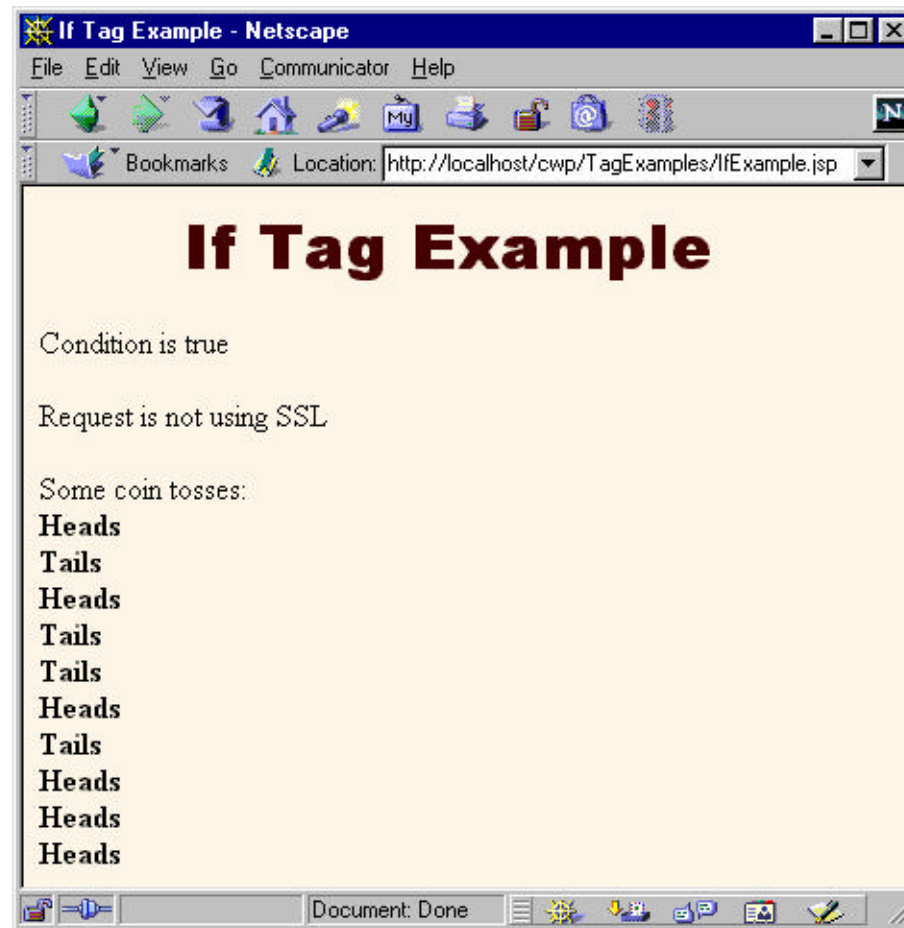 If Tag Example - Netscape
File Edit View Go Communicator Help
My
N
Bookmarks Location: http://localhost/cwp/TagExamples/IfExample.jsp
If Tag Example
Condition is true
Request is not using SSL
Some coin tosses:
Heads
Tails
Heads
Tails
Tails
Heads
Tails
Heads
Heads
Heads
Document: Done